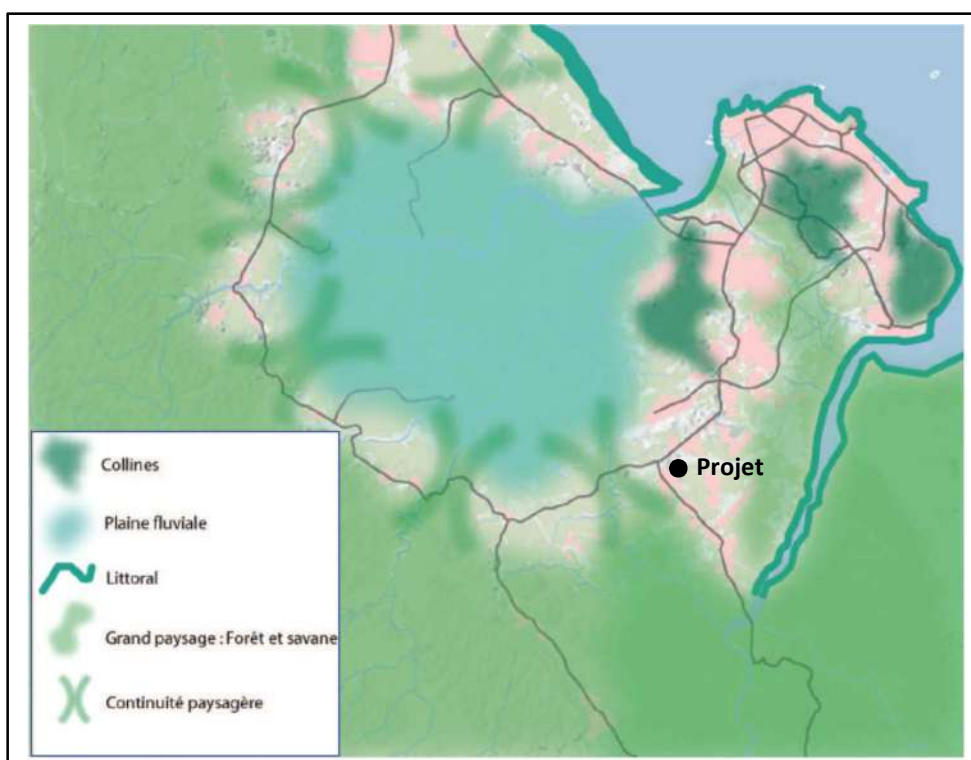 Projet
Collines
Plaine fluviale
Littoral
Grand paysage : Forêt et savane
Continuité paysagère